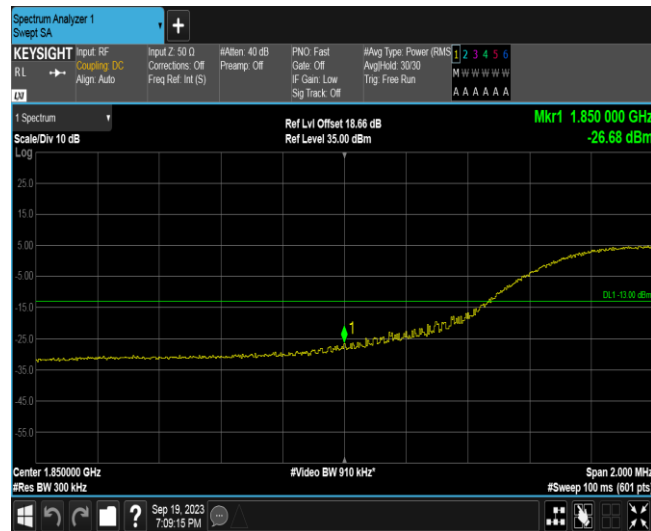 Spectrum Analyzer 1
Swept SA
+
KEYSIGHT
RL
LXI
Input: RF
Coupling: DC
Align: Auto
Input Z: 50 Ω
Corrections: Off
Freq Ref: Int (S)
#Atten: 40 dB
Preamp: Off
PNO: Fast
Gate: Off
IF Gain: Low
Sig Track: Off
#Avg Type: Power (RMS
Avg|Hold: 30/30
Trig: Free Run
1 2 3 4 5 6
M W W W W W
A A A A A A
1 Spectrum
Scale/Div 10 dB
Log
Ref Lvl Offset 18.66 dB
Ref Level 35.00 dBm
Mkr1 1.850 000 GHz
-26.68 dBm
25.0
15.0
5.00
-5.00
DL1 -13.00 dBm
-15.0
1
-25.0
-35.0
-45.0
-55.0
Center 1.850000 GHz
#Res BW 300 kHz
#Video BW 910 kHz*
Span 2.000 MHz
#Sweep 100 ms (601 pts)
?
Sep 19, 2023
7:09:15 PM